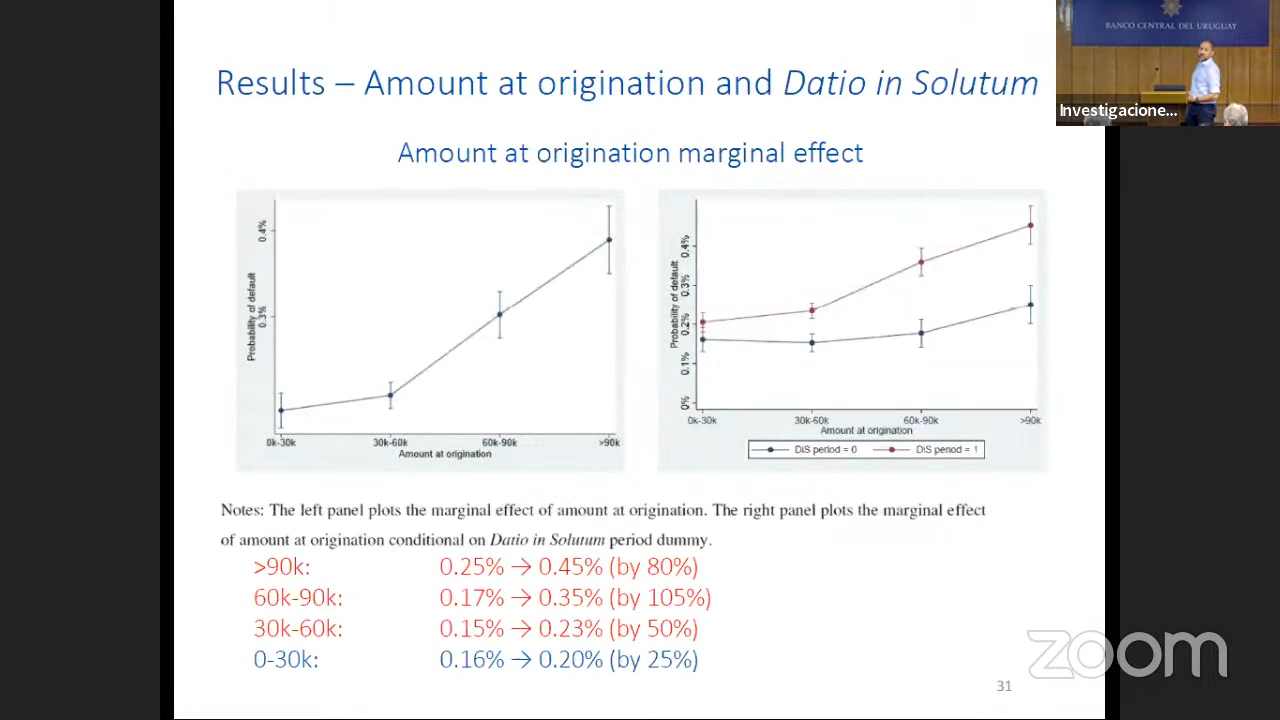 BANCO CENTRAL DEL URUGUAY
Investigacione...
Results – Amount at origination and Datio in Solutum
Amount at origination marginal effect
Probability of default
0.4%
0.3%
0k-30k
30k-60k
60k-90k
>90k
Amount at origination
Probability of default
0.4%
0.3%
0.2%
0.1%
0%
0k-30k
30k-60k
60k-90k
>90k
Amount at origination
DiS period = 0
DiS period = 1
Notes: The left panel plots the marginal effect of amount at origination. The right panel plots the marginal effect
of amount at origination conditional on Datio in Solutum period dummy.
>90k: 0.25% → 0.45% (by 80%)
60k-90k: 0.17% → 0.35% (by 105%)
30k-60k: 0.15% → 0.23% (by 50%)
0-30k: 0.16% → 0.20% (by 25%)
zoom
31